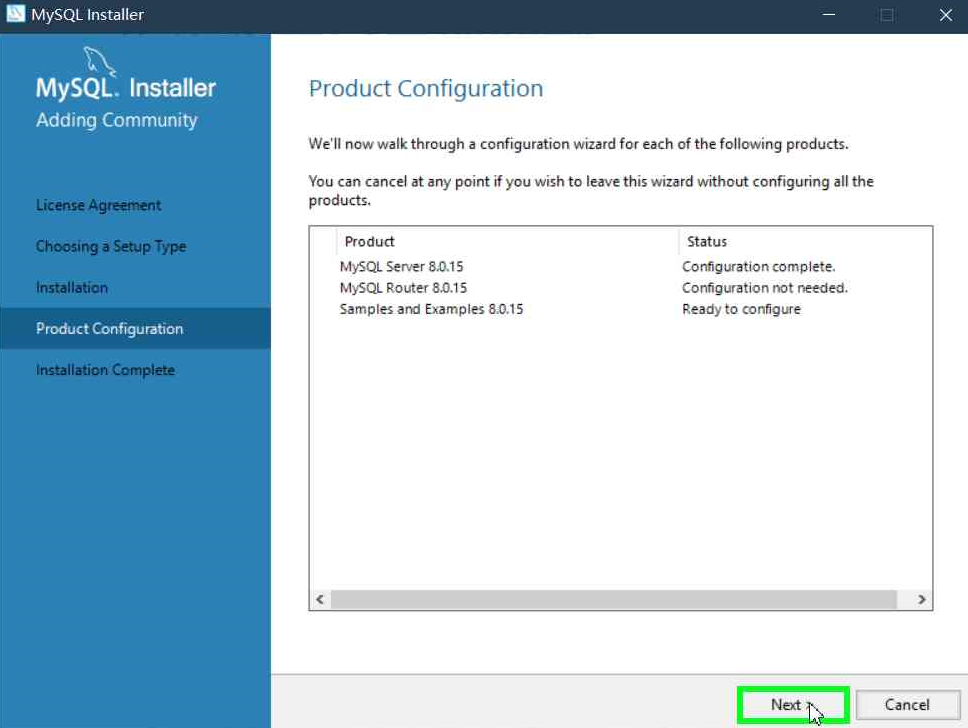 MySQL Installer
MySQL. Installer
Adding Community
License Agreement
Choosing a Setup Type
Installation
Product Configuration
Installation Complete
Product Configuration
We'll now walk through a configuration wizard for each of the following products.
You can cancel at any point if you wish to leave this wizard without configuring all the
products.
Product Status
MySQL Server 8.0.15 Configuration complete.
MySQL Router 8.0.15 Configuration not needed.
Samples and Examples 8.0.15 Ready to configure
Next >
Cancel